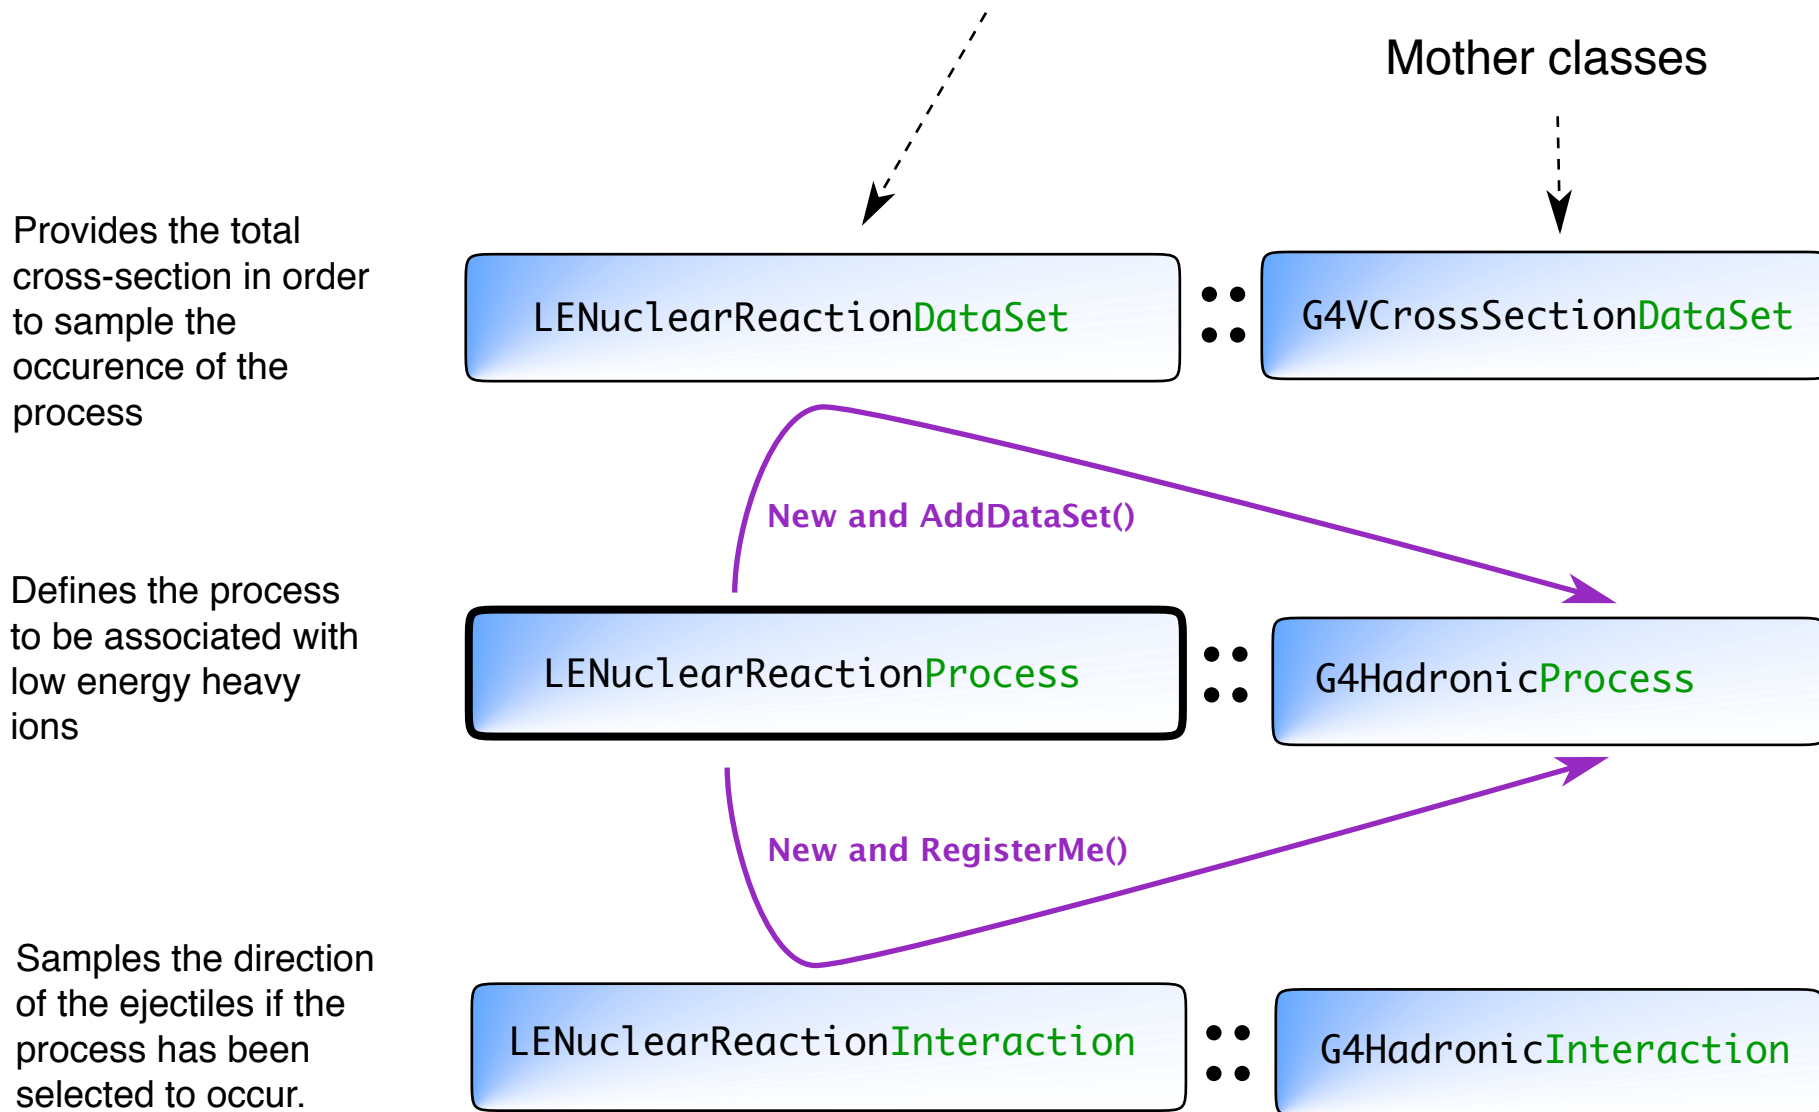 Mother classes
Provides the total
cross-section in order
to sample the
occurence of the
process
LENuclearReactionDataSet
G4VCrossSectionDataSet
New and AddDataSet()
Defines the process
to be associated with
low energy heavy
ions
LENuclearReactionProcess
G4HadronicProcess
New and RegisterMe()
Samples the direction
of the ejectiles if the
process has been
selected to occur.
LENuclearReactionInteraction
G4HadronicInteraction